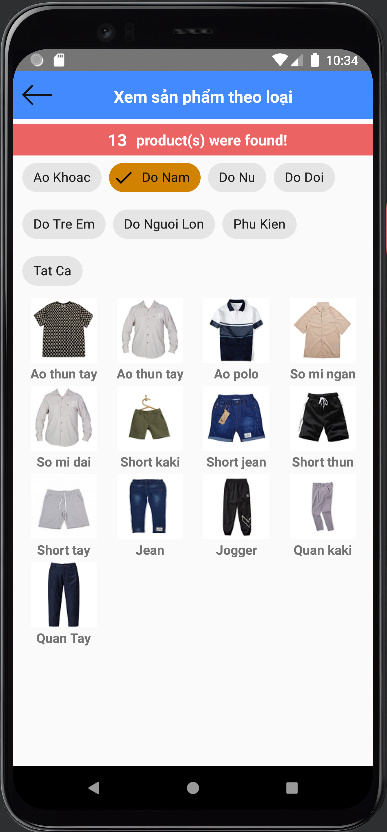 10:34
Xem sản phẩm theo loại
13 product(s) were found!
Ao Khoac Do Nam Do Nu Do Doi
Do Tre Em Do Nguoi Lon Phu Kien
Tat Ca
Ao thun tay Ao thun tay Ao polo So mi ngan
So mi dai Short kaki Short jean Short thun
Short tay Jean Jogger Quan kaki
Quan Tay